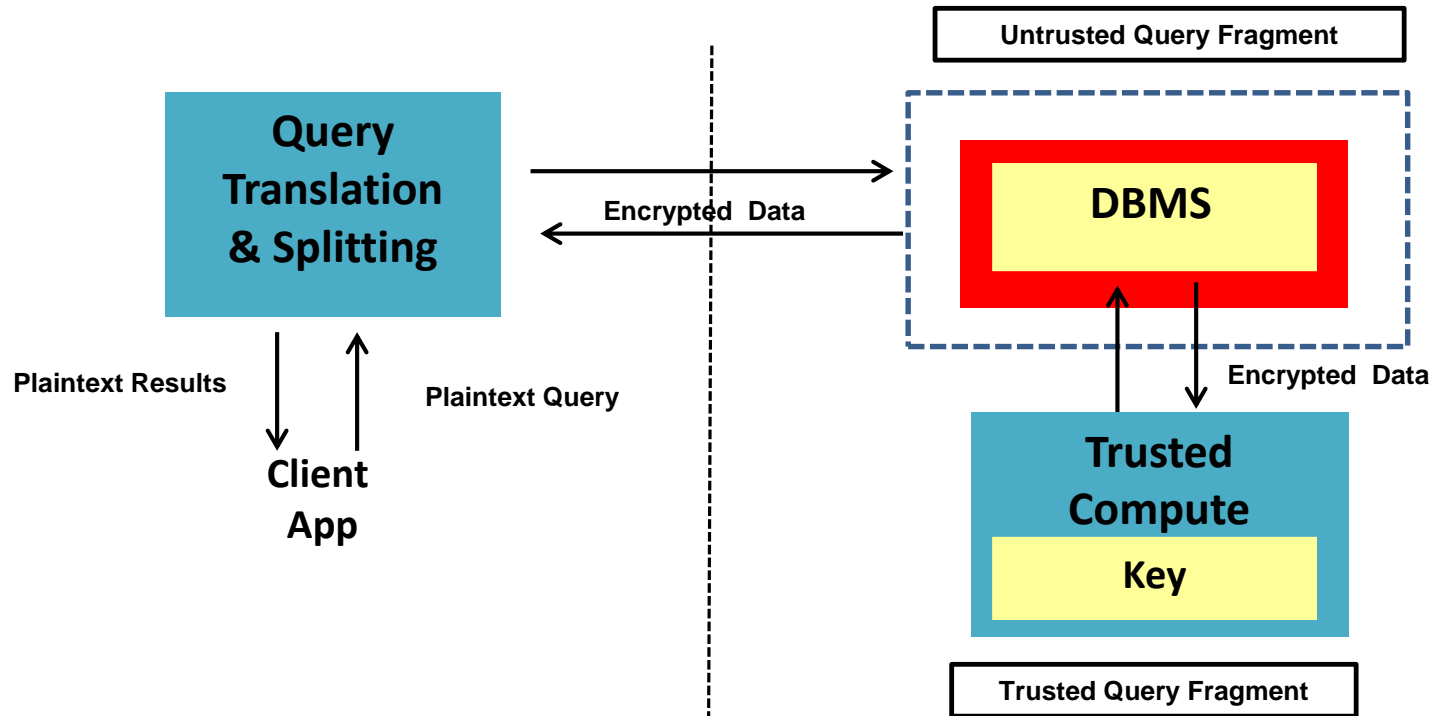 Untrusted Query Fragment
Query
Translation
& Splitting
Encrypted Data
DBMS
Plaintext Results
Plaintext Query
Encrypted Data
Client
App
Trusted
Compute
Key
Trusted Query Fragment